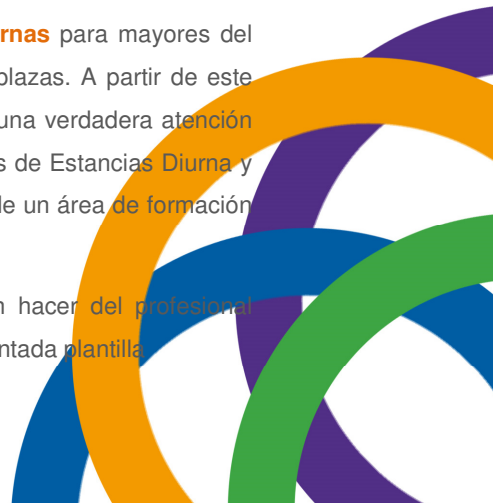 rnas para mayores del
plazas. A partir de este
una verdadera atención
s de Estancias Diurna y
de un área de formación
n hacer del profesional
ntada plantilla